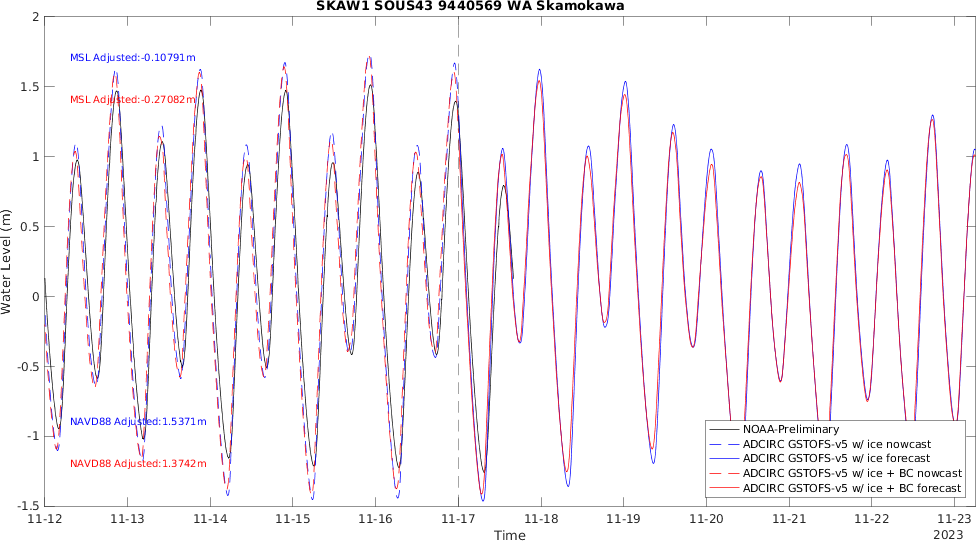 SKAW1 SOUS43 9440569 WA Skamokawa
2
1.5
1
0.5
0
-0.5
-1
-1.5
Water Level (m)
MSL Adjusted:-0.10791m
MSL Adjusted:-0.27082m
NAVD88 Adjusted:1.5371m
NAVD88 Adjusted:1.3742m
NOAA-Preliminary
ADCIRC GSTOFS-v5 w/ ice nowcast
ADCIRC GSTOFS-v5 w/ ice forecast
ADCIRC GSTOFS-v5 w/ ice + BC nowcast
ADCIRC GSTOFS-v5 w/ ice + BC forecast
11-12 11-13 11-14 11-15 11-16 11-17 11-18 11-19 11-20 11-21 11-22 11-23
Time
2023